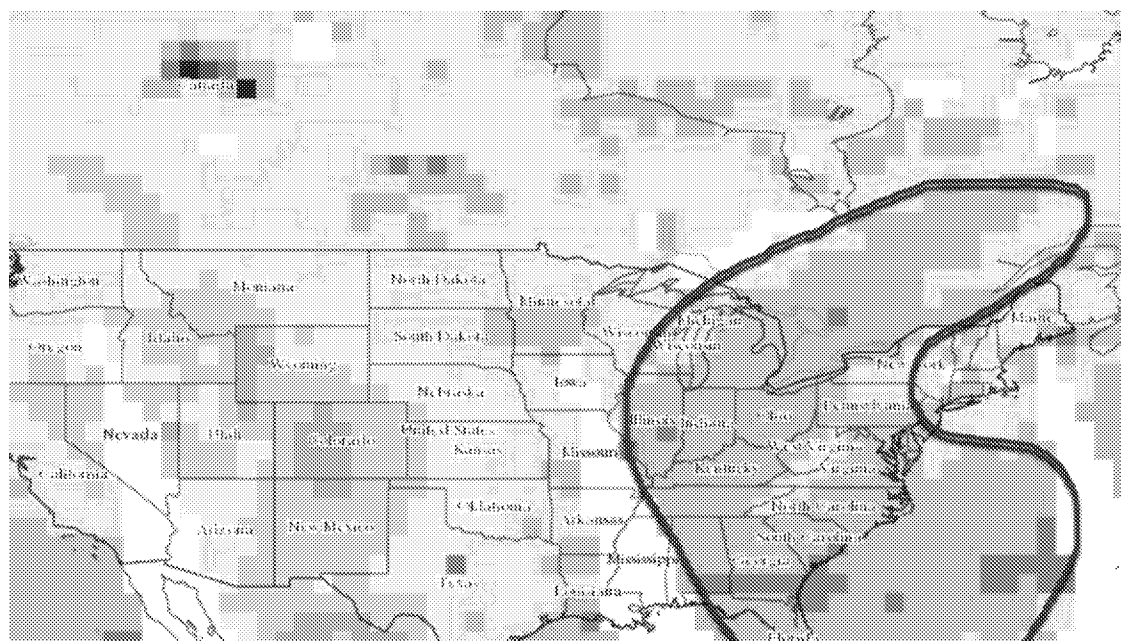 Canada
Washington
Montana
North Dakota
Minnesota
Maine
Michigan
Oregon
Idaho
South Dakota
Wisconsin
Wisconsin
Wyoming
New York
Iowa
Nebraska
Pennsylvania
Ohio
Illinois
Indiana
Nevada
Utah
Colorado
United States
Kansas
Missouri
West Virginia
Virginia
Kentucky
California
Oklahoma
North Carolina
Arizona
New Mexico
Arkansas
South Carolina
Mississippi
Georgia
Texas
Louisiana
Florida